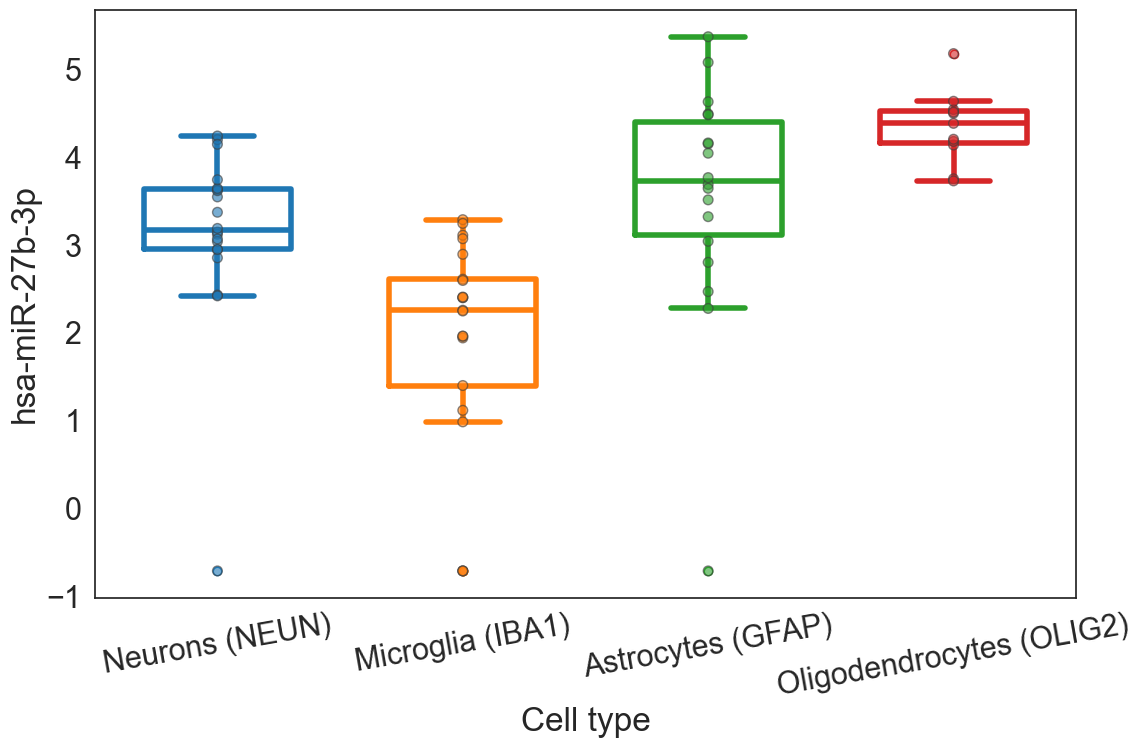 hsa-miR-27b-3p
5
4
3
2
1
0
−1
Neurons (NEUN)
Microglia (IBA1)
Astrocytes (GFAP)
Oligodendrocytes (OLIG2)
Cell type